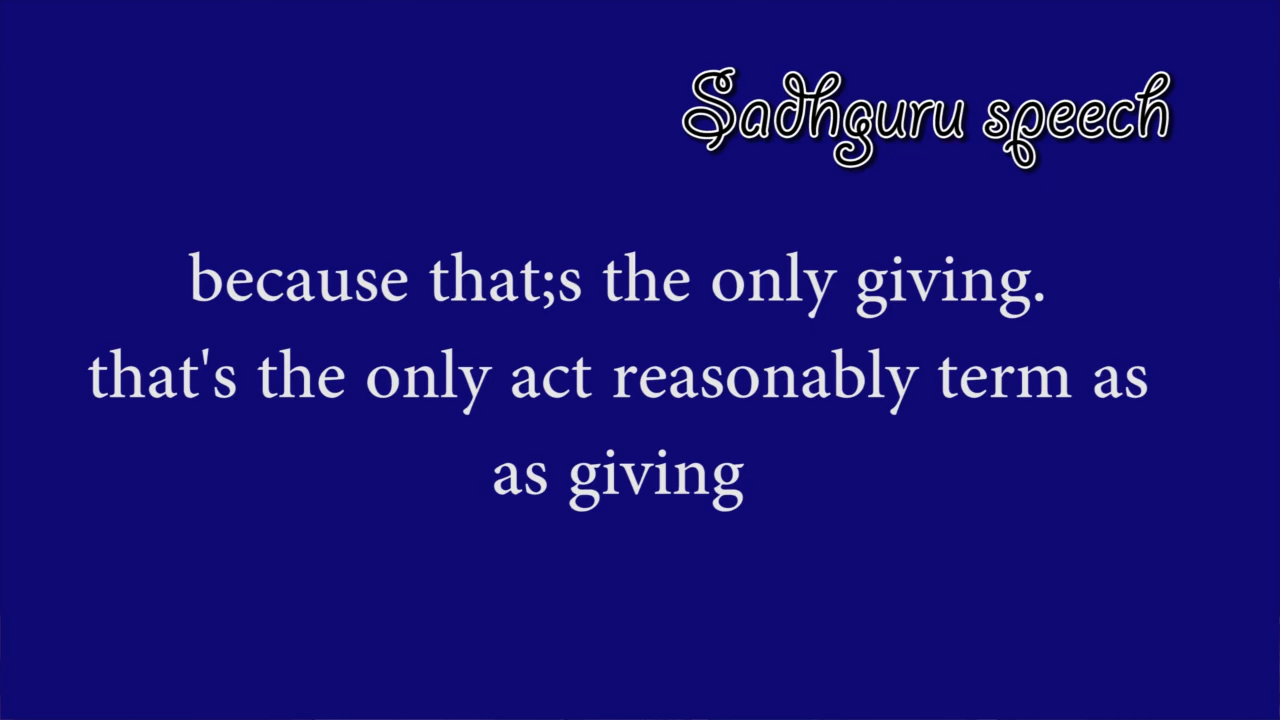 Sadhguru speech
because that;s the only giving.
that's the only act reasonably term as
as giving